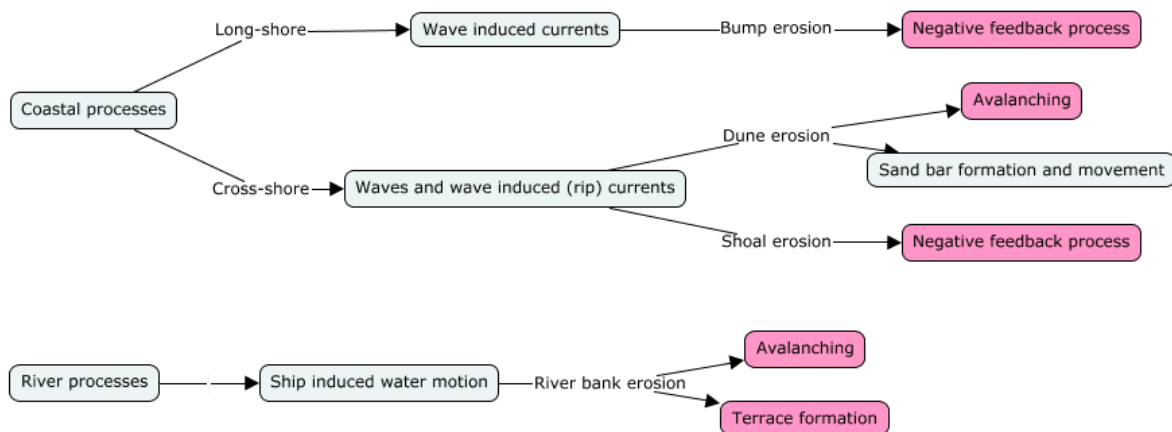 Long-shore
Wave induced currents
Bump erosion
Negative feedback process
Coastal processes
Avalanching
Dune erosion
Sand bar formation and movement
Cross-shore
Waves and wave induced (rip) currents
Shoal erosion
Negative feedback process
River processes
Ship induced water motion
River bank erosion
Avalanching
Terrace formation